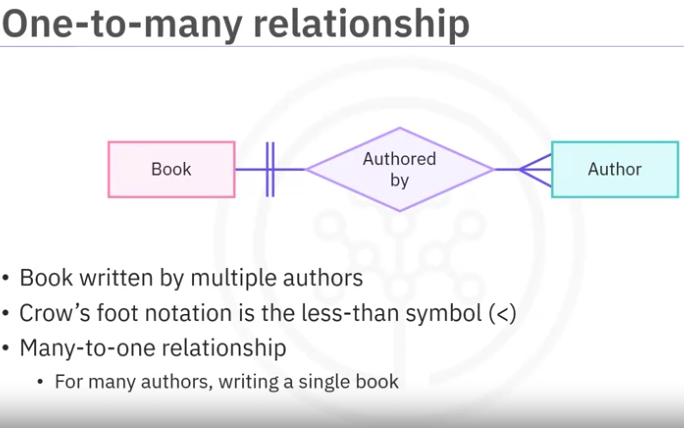 One-to-many relationship
Book
Authored
by
Author
• Book written by multiple authors
• Crow’s foot notation is the less-than symbol (<)
• Many-to-one relationship
• For many authors, writing a single book